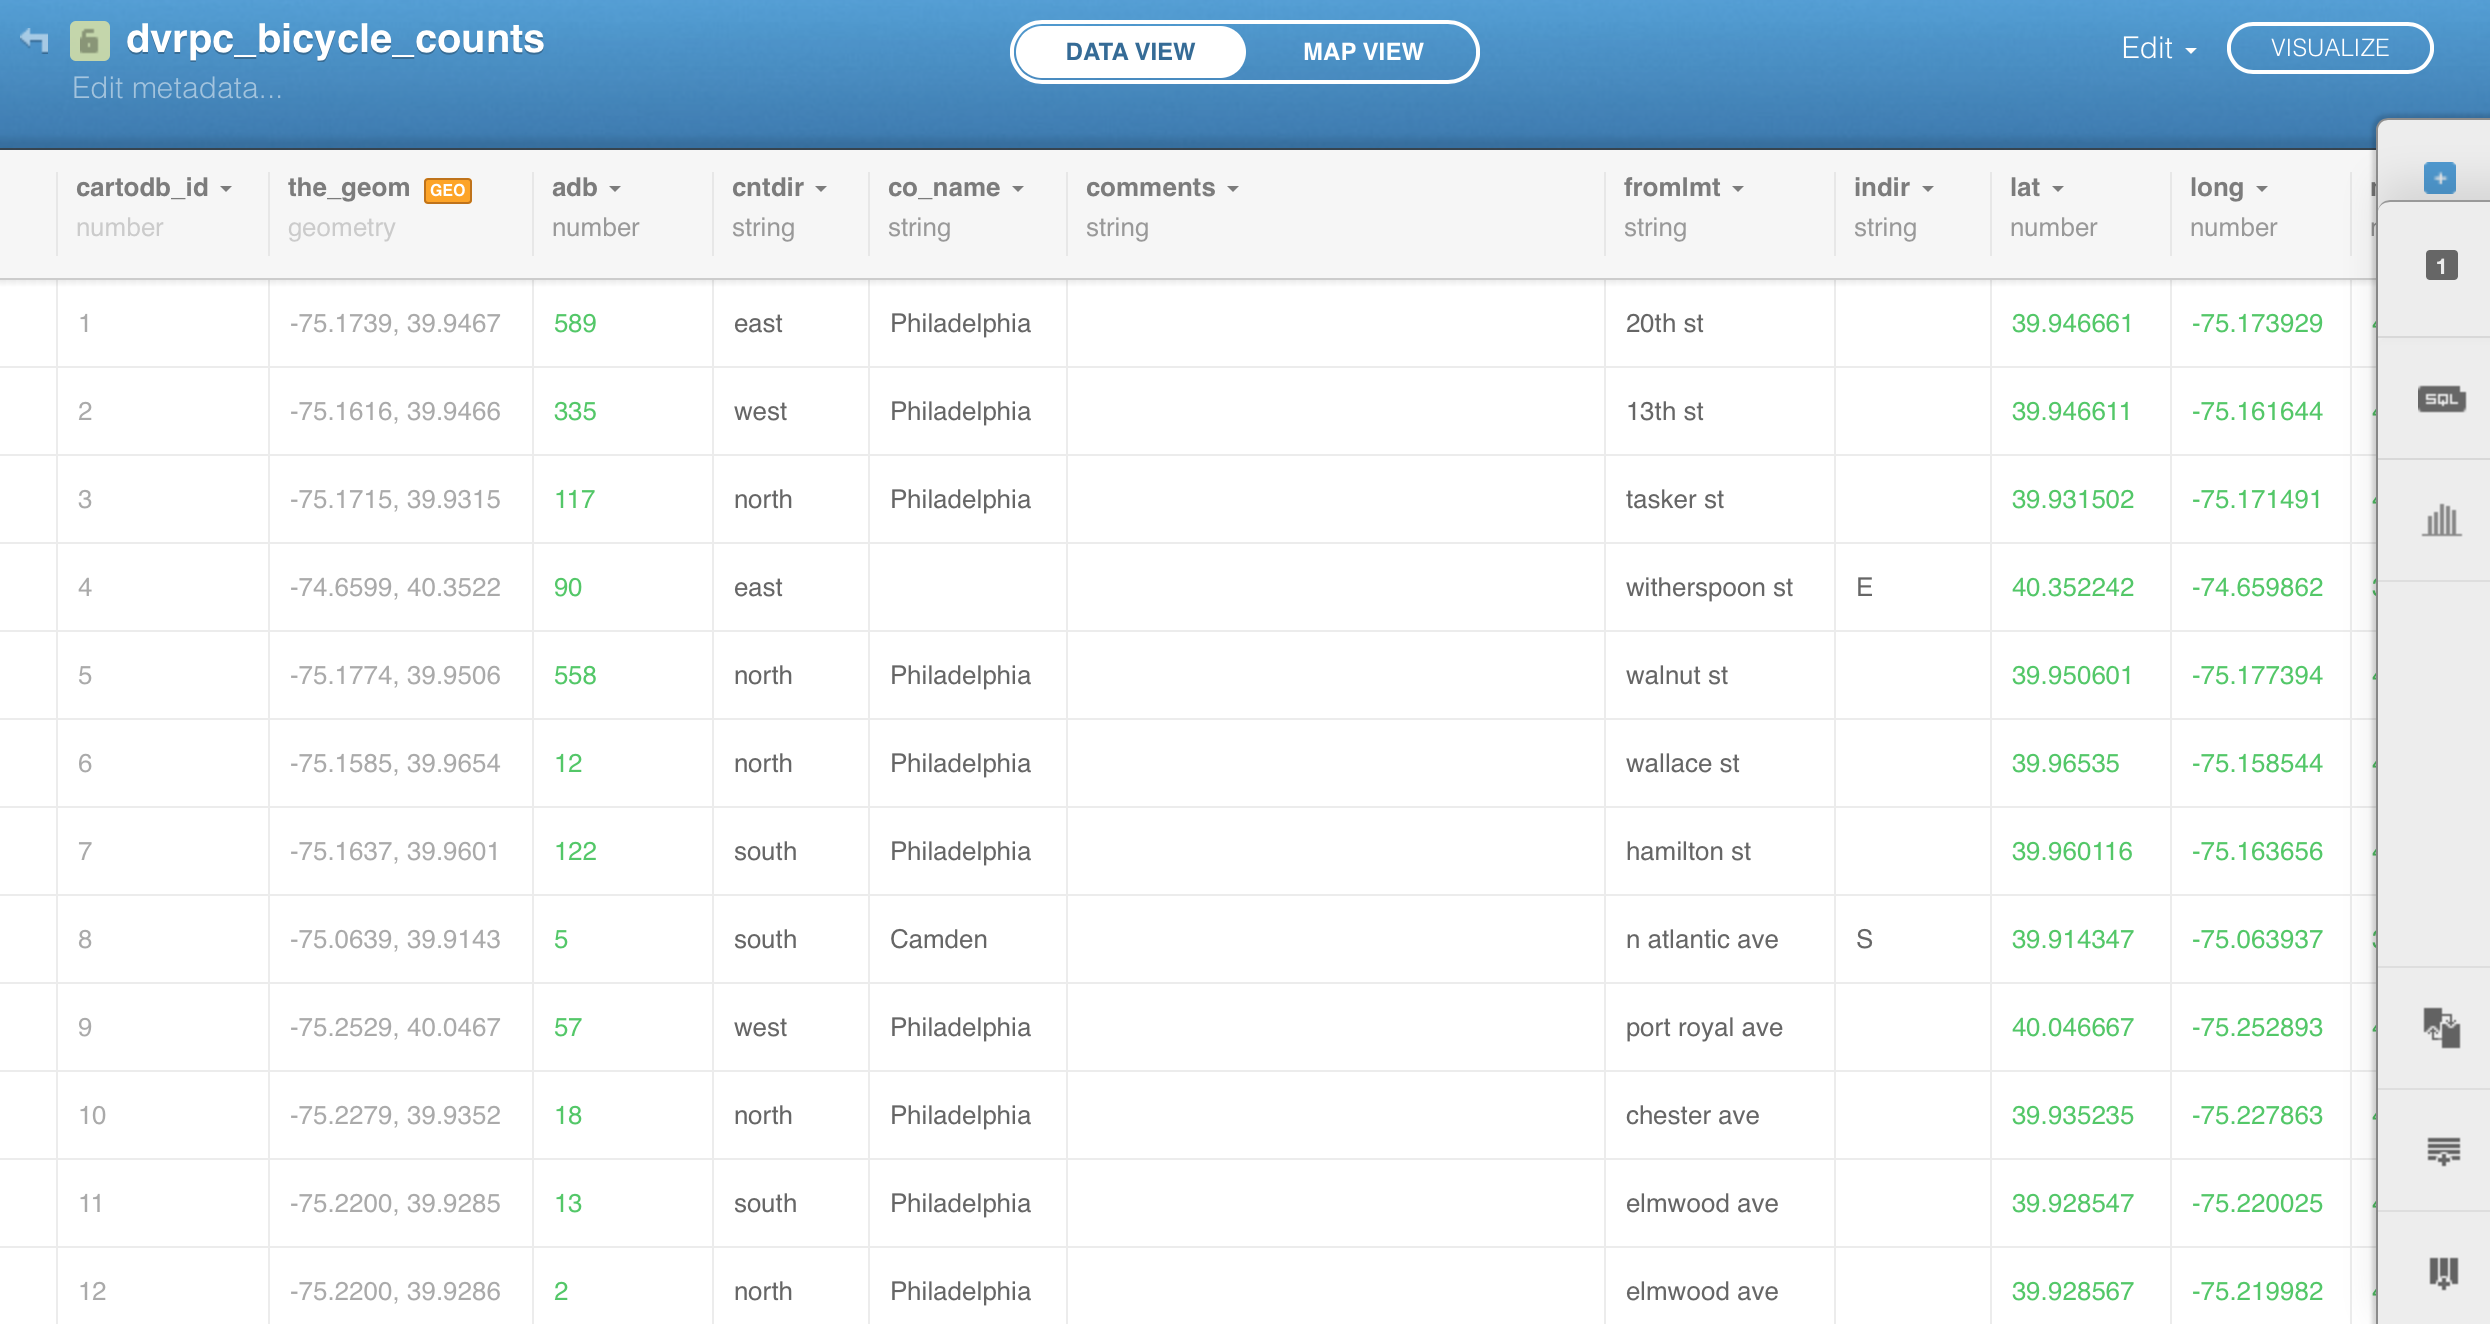 dvrpc_bicycle_counts
Edit metadata...
DATA VIEW MAP VIEW
Edit VISUALIZE
cartodb_id the_geom GEO adb cntdir co_name comments fromlmt indir lat long
number geometry number string string string string string number number
1 -75.1739, 39.9467 589 east Philadelphia 20th st 39.946661 -75.173929
2 -75.1616, 39.9466 335 west Philadelphia 13th st 39.946611 -75.161644
3 -75.1715, 39.9315 117 north Philadelphia tasker st 39.931502 -75.171491
4 -74.6599, 40.3522 90 east witherspoon st E 40.352242 -74.659862
5 -75.1774, 39.9506 558 north Philadelphia walnut st 39.950601 -75.177394
6 -75.1585, 39.9654 12 north Philadelphia wallace st 39.96535 -75.158544
7 -75.1637, 39.9601 122 south Philadelphia hamilton st 39.960116 -75.163656
8 -75.0639, 39.9143 5 south Camden n atlantic ave S 39.914347 -75.063937
9 -75.2529, 40.0467 57 west Philadelphia port royal ave 40.046667 -75.252893
10 -75.2279, 39.9352 18 north Philadelphia chester ave 39.935235 -75.227863
11 -75.2200, 39.9285 13 south Philadelphia elmwood ave 39.928547 -75.220025
12 -75.2200, 39.9286 2 north Philadelphia elmwood ave 39.928567 -75.219982
1
SQL